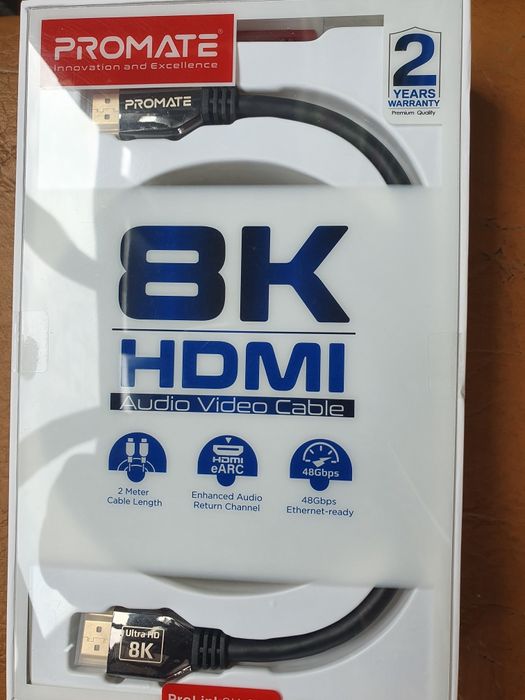 PROMATE®
Innovation and Excellence
2
YEARS
WARRANTY
Premium Quality
PROMATE
8K
HDMI
Audio Video Cable
HDMI
eARC
48Gbps
2 Meter
Cable Length
Enhanced Audio
Return Channel
48Gbps
Ethernet-ready
Ultra HD
8K